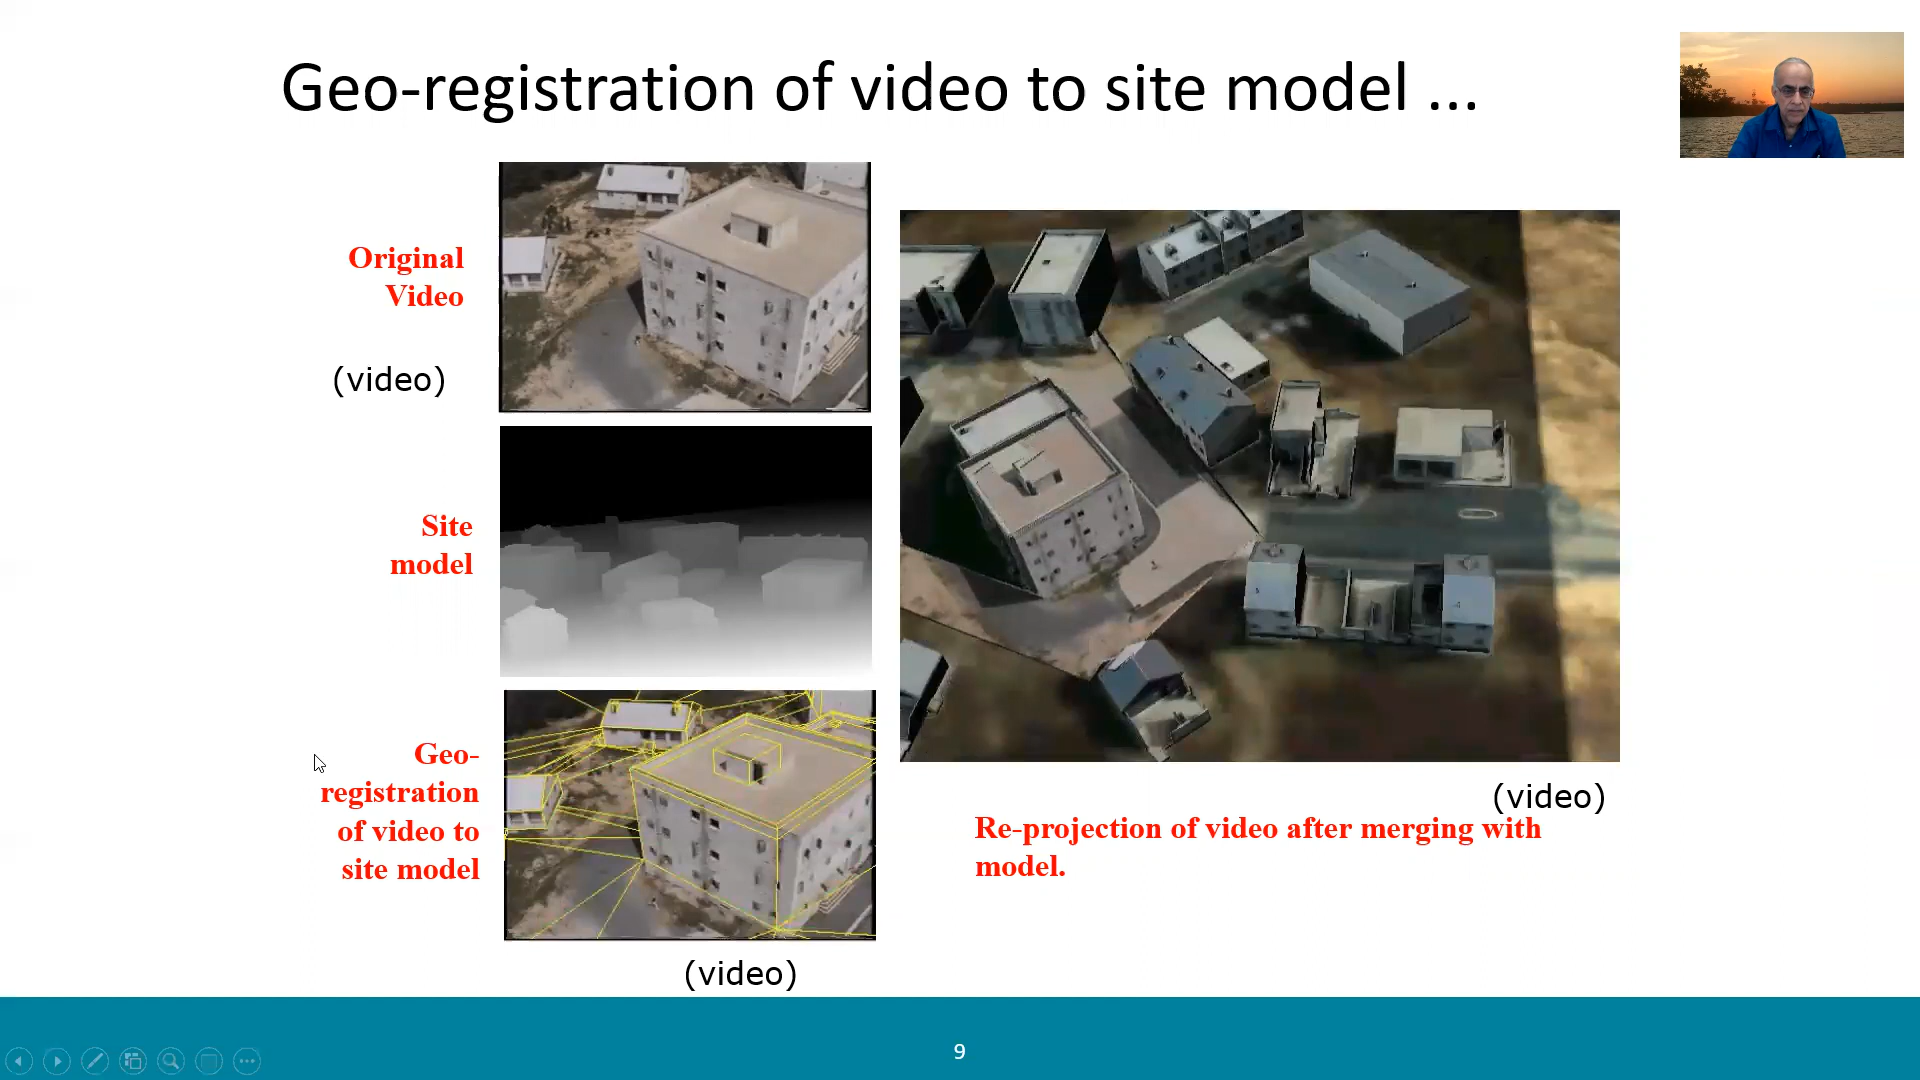 Geo-registration of video to site model ...
Original
Video
(video)
Site
model
Geo-
registration
of video to
site model
(video)
(video)
Re-projection of video after merging with
model.
9